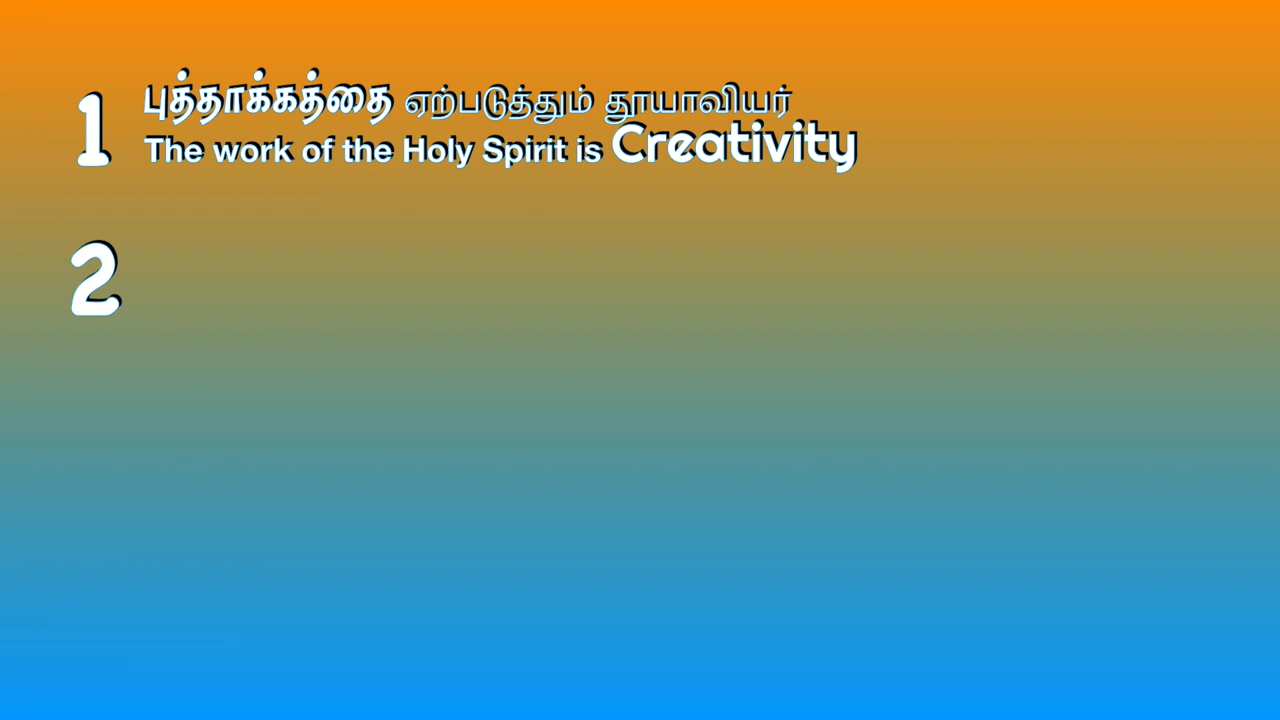 1
புத்தாக்கத்தை ஏற்படுத்தும் தூயாவியர்
The work of the Holy Spirit is Creativity
2